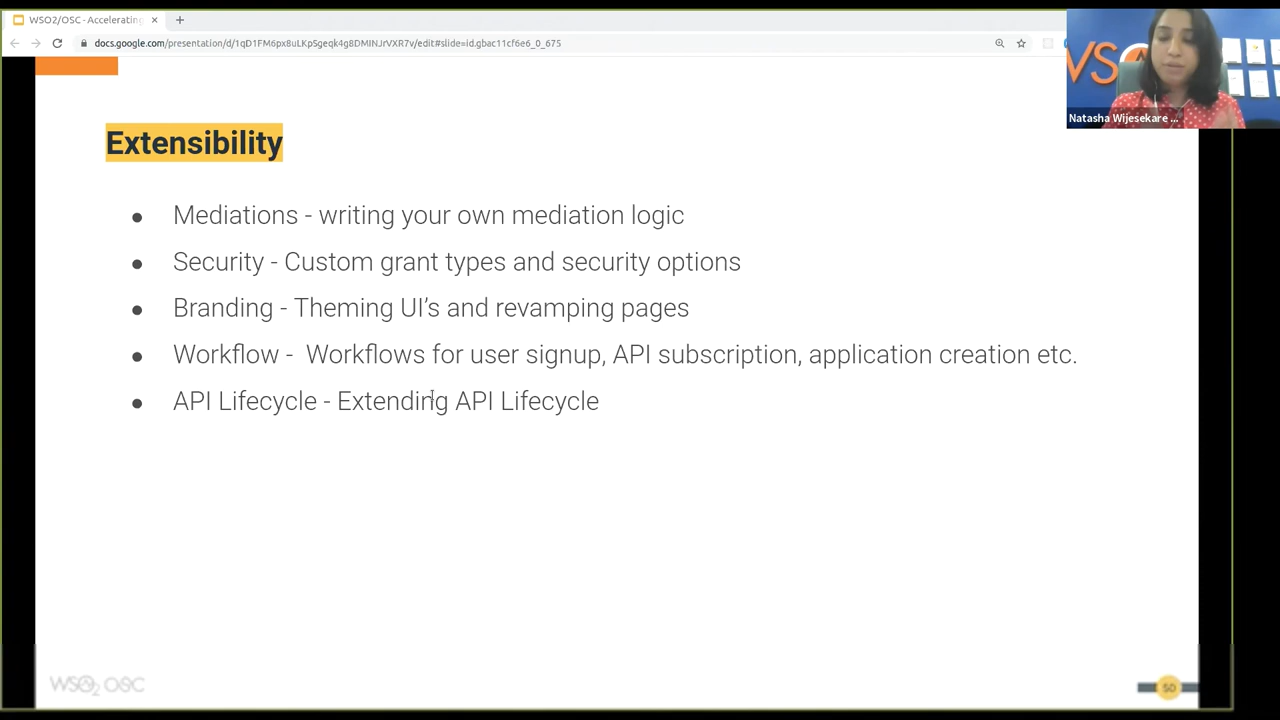 WSO2/OSC - Accelerating
docs.google.com/presentation/d/1qD1FM6px8uLKpSgeqk4g8DMINJrVXR7v/edit#slide=id.gbac11cf6e6_0_675
Natasha Wijesekare ...
Extensibility
● Mediations - writing your own mediation logic
● Security - Custom grant types and security options
● Branding - Theming UI's and revamping pages
● Workflow - Workflows for user signup, API subscription, application creation etc.
● API Lifecycle - Extending API Lifecycle
WSO2 OSC
50